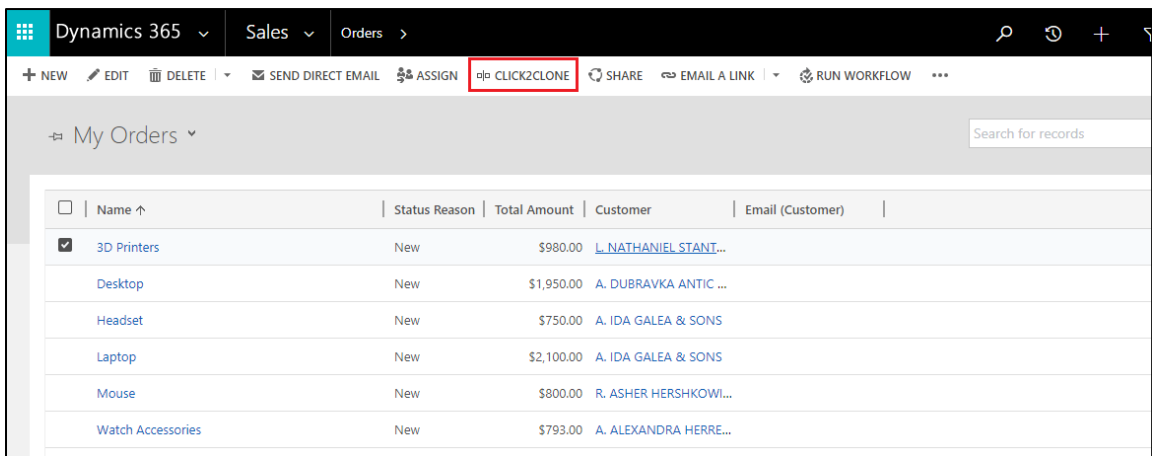 Dynamics 365 Sales Orders >
+ NEW EDIT DELETE SEND DIRECT EMAIL ASSIGN CLICK2CLONE SHARE EMAIL A LINK RUN WORKFLOW •••
My Orders
Search for records
Name ↑ Status Reason Total Amount Customer Email (Customer)
3D Printers New $980.00 L. NATHANIEL STANT...
Desktop New $1,950.00 A. DUBRAVKA ANTIC ...
Headset New $750.00 A. IDA GALEA & SONS
Laptop New $2,100.00 A. IDA GALEA & SONS
Mouse New $800.00 R. ASHER HERSHKOWI...
Watch Accessories New $793.00 A. ALEXANDRA HERRE...